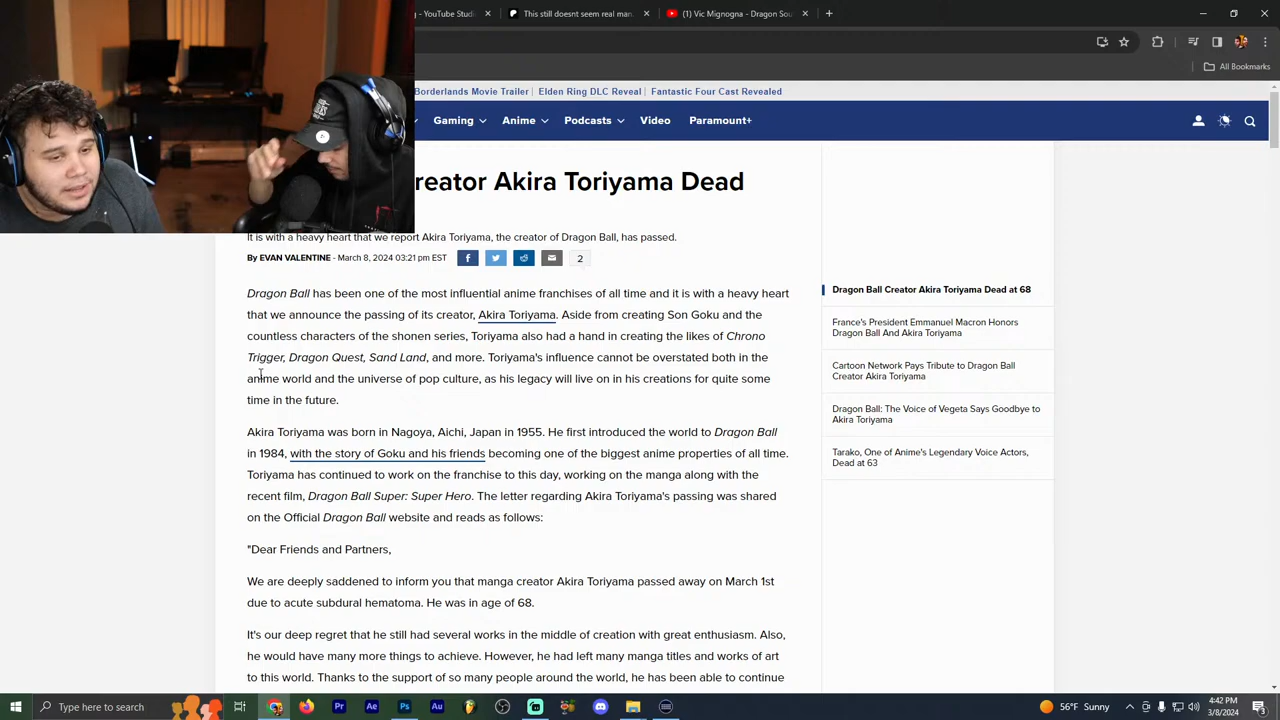 g - YouTube Studi
This still doesnt seem real man
(1) Vic Mignogna - Dragon Sou
All Bookmarks
Borderlands Movie Trailer | Elden Ring DLC Reveal | Fantastic Four Cast Revealed
Gaming Anime Podcasts Video Paramount+
reator Akira Toriyama Dead
It is with a heavy heart that we report Akira Toriyama, the creator of Dragon Ball, has passed.
By EVAN VALENTINE - March 8, 2024 03:21 pm EST
2
Dragon Ball has been one of the most influential anime franchises of all time and it is with a heavy heart
that we announce the passing of its creator, Akira Toriyama. Aside from creating Son Goku and the
countless characters of the shonen series, Toriyama also had a hand in creating the likes of Chrono
Trigger, Dragon Quest, Sand Land, and more. Toriyama's influence cannot be overstated both in the
anime world and the universe of pop culture, as his legacy will live on in his creations for quite some
time in the future.
Akira Toriyama was born in Nagoya, Aichi, Japan in 1955. He first introduced the world to Dragon Ball
in 1984, with the story of Goku and his friends becoming one of the biggest anime properties of all time.
Toriyama has continued to work on the franchise to this day, working on the manga along with the
recent film, Dragon Ball Super: Super Hero. The letter regarding Akira Toriyama's passing was shared
on the Official Dragon Ball website and reads as follows:
"Dear Friends and Partners,
We are deeply saddened to inform you that manga creator Akira Toriyama passed away on March 1st
due to acute subdural hematoma. He was in age of 68.
It's our deep regret that he still had several works in the middle of creation with great enthusiasm. Also,
he would have many more things to achieve. However, he had left many manga titles and works of art
to this world. Thanks to the support of so many people around the world, he has been able to continue
Dragon Ball Creator Akira Toriyama Dead at 68
France's President Emmanuel Macron Honors
Dragon Ball And Akira Toriyama
Cartoon Network Pays Tribute to Dragon Ball
Creator Akira Toriyama
Dragon Ball: The Voice of Vegeta Says Goodbye to
Akira Toriyama
Tarako, One of Anime's Legendary Voice Actors,
Dead at 63
Type here to search
Pr
Ae
Ps
Au
56°F Sunny
4:42 PM
3/8/2024